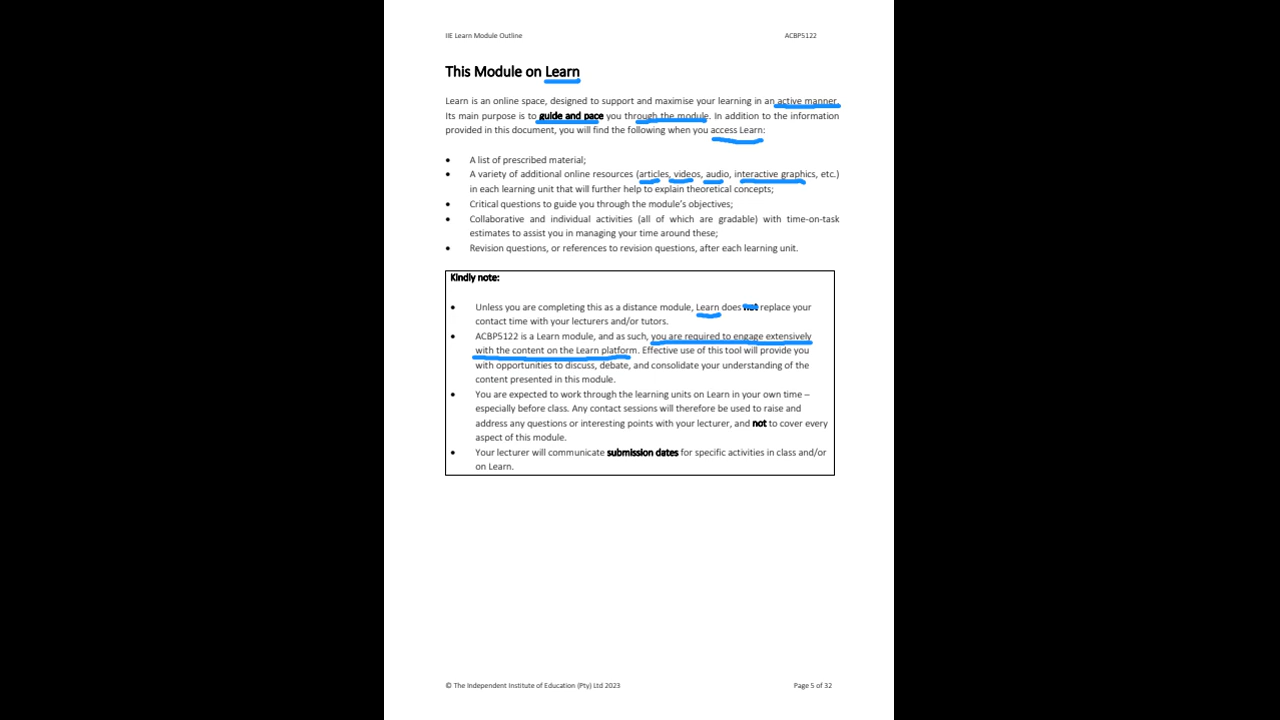 IIE Learn Module Outline ACBP5122
This Module on Learn
Learn is an online space, designed to support and maximise your learning in an active manner.
Its main purpose is to guide and pace you through the module. In addition to the information
provided in this document, you will find the following when you access Learn:
• A list of prescribed material;
• A variety of additional online resources (articles, videos, audio, interactive graphics, etc.)
in each learning unit that will further help to explain theoretical concepts;
• Critical questions to guide you through the module's objectives;
• Collaborative and individual activities (all of which are gradable) with time-on-task
estimates to assist you in managing your time around these;
• Revision questions, or references to revision questions, after each learning unit.
Kindly note:
• Unless you are completing this as a distance module, Learn does not replace your
contact time with your lecturers and/or tutors.
• ACBP5122 is a Learn module, and as such, you are required to engage extensively
with the content on the Learn platform. Effective use of this tool will provide you
with opportunities to discuss, debate, and consolidate your understanding of the
content presented in this module.
• You are expected to work through the learning units on Learn in your own time –
especially before class. Any contact sessions will therefore be used to raise and
address any questions or interesting points with your lecturer, and not to cover every
aspect of this module.
• Your lecturer will communicate submission dates for specific activities in class and/or
on Learn.
© The Independent Institute of Education (Pty) Ltd 2023 Page 5 of 32